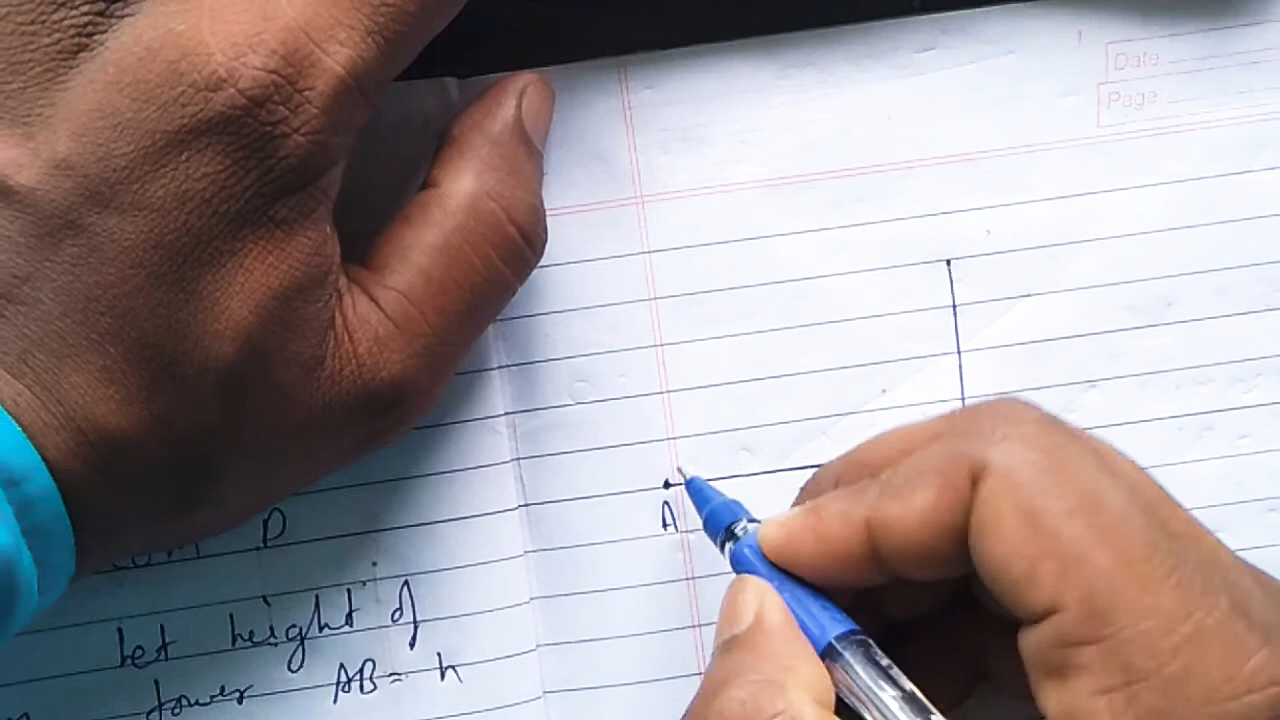 Date
Page
A
D
let height of
tower AB = h